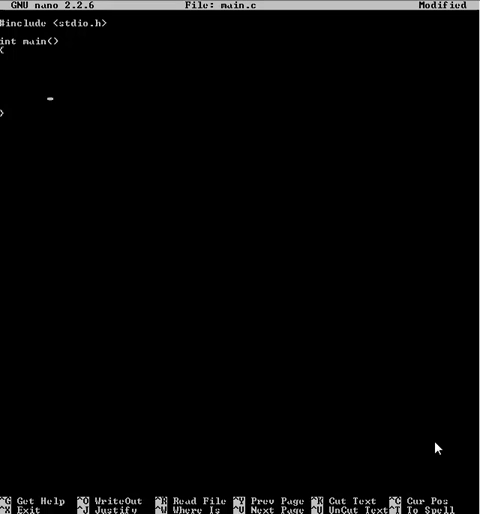 GNU nano 2.2.6 File: main.c Modified
#include <stdio.h>
int main()
{
}
^G Get Help ^O WriteOut ^R Read File ^Y Prev Page ^K Cut Text ^C Cur Pos
^X Exit ^J Justify ^W Where Is ^V Next Page ^U UnCut Text ^T To Spell